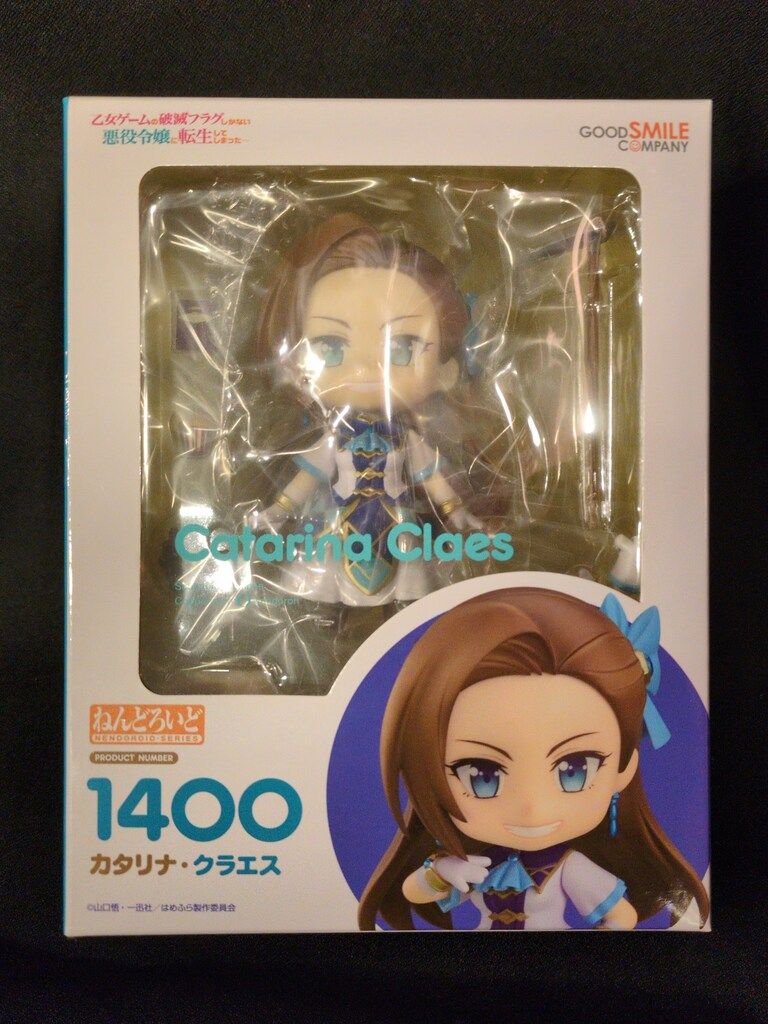 乙女ゲームの破滅フラグしかない
悪役令嬢に転生してしまった…
GOOD SMILE
COMPANY
Catarina Claes
ねんどろいど
NENDOROID・SERIES
PRODUCT NUMBER
1400
カタリナ・クラエス
©山口悟・一迅社／はめふら製作委員会